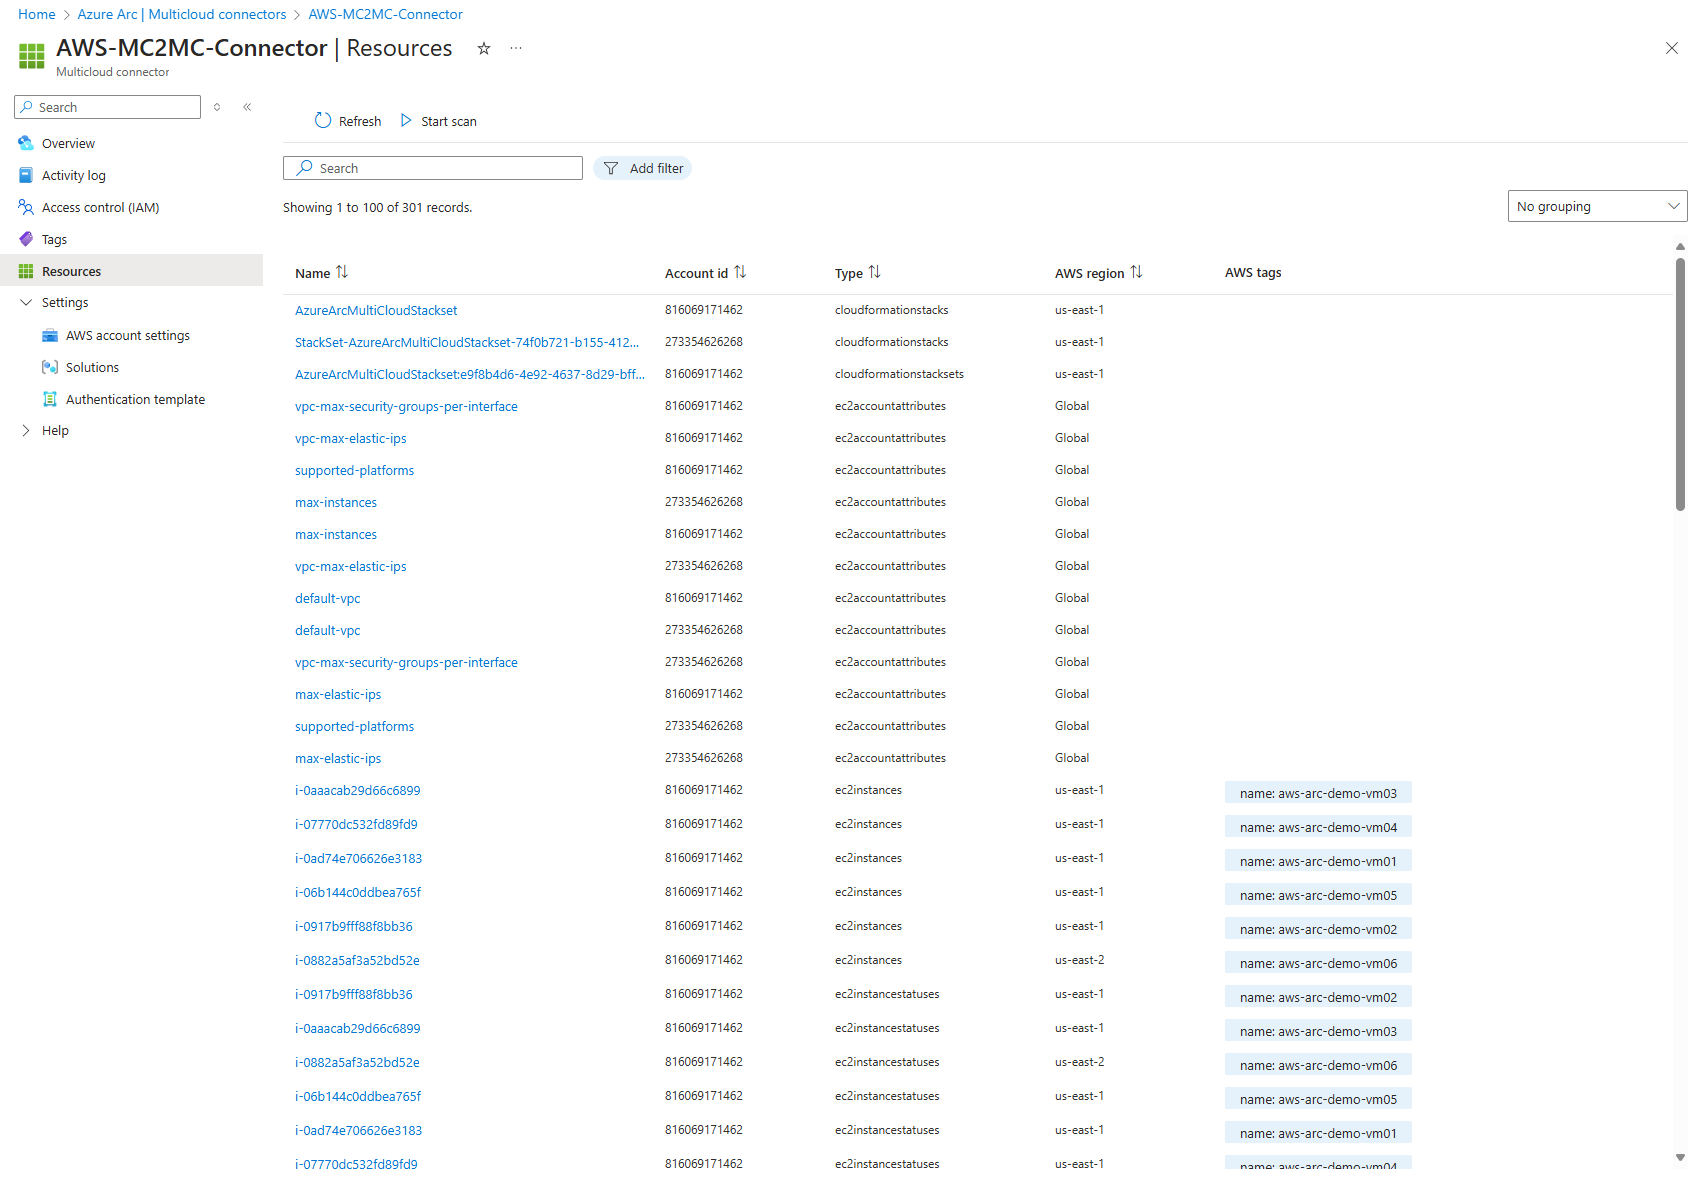 Home > Azure Arc | Multicloud connectors > AWS-MC2MC-Connector
AWS-MC2MC-Connector | Resources
Multicloud connector
Search
Overview
Activity log
Access control (IAM)
Tags
Resources
Settings
AWS account settings
Solutions
Authentication template
Help
Refresh Start scan
Search Add filter
Showing 1 to 100 of 301 records.
No grouping
Name Account id Type AWS region AWS tags
AzureArcMultiCloudStackset 816069171462 cloudformationstacks us-east-1
StackSet-AzureArcMultiCloudStackset-74f0b721-b155-412... 273354626268 cloudformationstacks us-east-1
AzureArcMultiCloudStackset:e9f8b4d6-4e92-4637-8d29-bff... 816069171462 cloudformationstacksets us-east-1
vpc-max-security-groups-per-interface 816069171462 ec2accountattributes Global
vpc-max-elastic-ips 816069171462 ec2accountattributes Global
supported-platforms 816069171462 ec2accountattributes Global
max-instances 273354626268 ec2accountattributes Global
max-instances 816069171462 ec2accountattributes Global
vpc-max-elastic-ips 273354626268 ec2accountattributes Global
default-vpc 816069171462 ec2accountattributes Global
default-vpc 273354626268 ec2accountattributes Global
vpc-max-security-groups-per-interface 273354626268 ec2accountattributes Global
max-elastic-ips 816069171462 ec2accountattributes Global
supported-platforms 273354626268 ec2accountattributes Global
max-elastic-ips 273354626268 ec2accountattributes Global
i-0aaacab29d66c6899 816069171462 ec2instances us-east-1 name: aws-arc-demo-vm03
i-07770dc532fd89fd9 816069171462 ec2instances us-east-1 name: aws-arc-demo-vm04
i-0ad74e706626e3183 816069171462 ec2instances us-east-1 name: aws-arc-demo-vm01
i-06b144c0ddbea765f 816069171462 ec2instances us-east-1 name: aws-arc-demo-vm05
i-0917b9fff88f8bb36 816069171462 ec2instances us-east-1 name: aws-arc-demo-vm02
i-0882a5af3a52bd52e 816069171462 ec2instances us-east-2 name: aws-arc-demo-vm06
i-0917b9fff88f8bb36 816069171462 ec2instancestatuses us-east-1 name: aws-arc-demo-vm02
i-0aaacab29d66c6899 816069171462 ec2instancestatuses us-east-1 name: aws-arc-demo-vm03
i-0882a5af3a52bd52e 816069171462 ec2instancestatuses us-east-2 name: aws-arc-demo-vm06
i-06b144c0ddbea765f 816069171462 ec2instancestatuses us-east-1 name: aws-arc-demo-vm05
i-0ad74e706626e3183 816069171462 ec2instancestatuses us-east-1 name: aws-arc-demo-vm01
i-07770dc532fd89fd9 816069171462 ec2instancestatuses us-east-1 name: aws-arc-demo-vm04